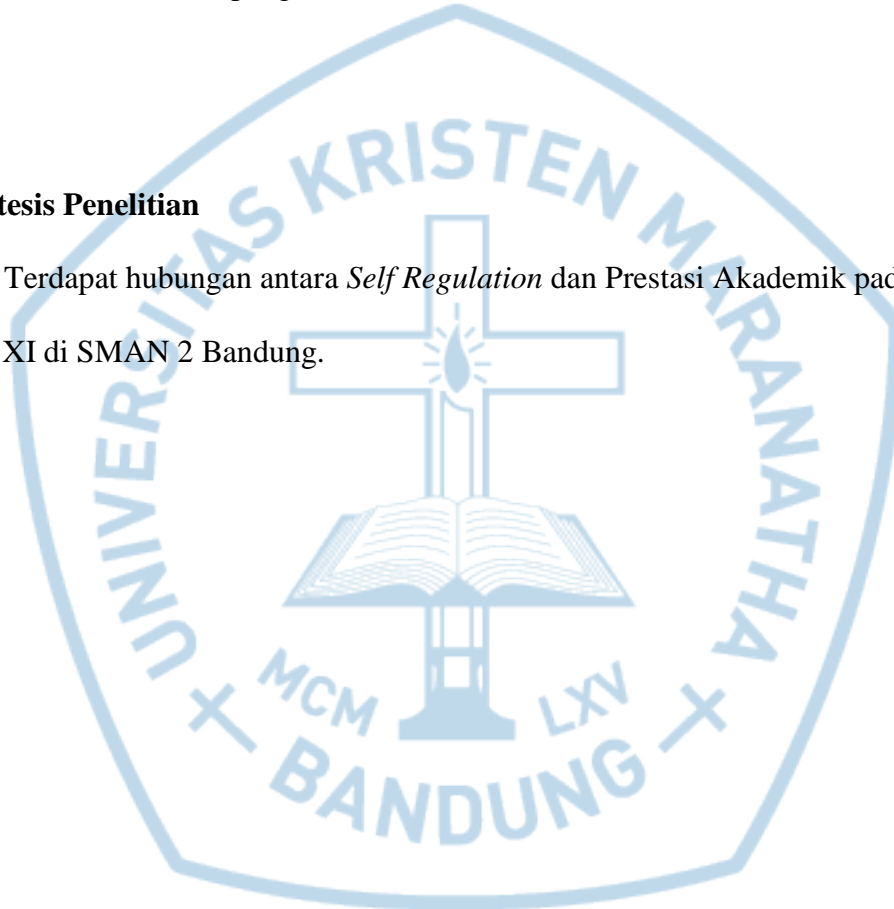 tesis Penelitian
Terdapat hubungan antara Self Regulation dan Prestasi Akademik pad
XI di SMAN 2 Bandung.
UNIVERSITAS KRISTEN MARANATHA
MCM LXV
BANDUNG